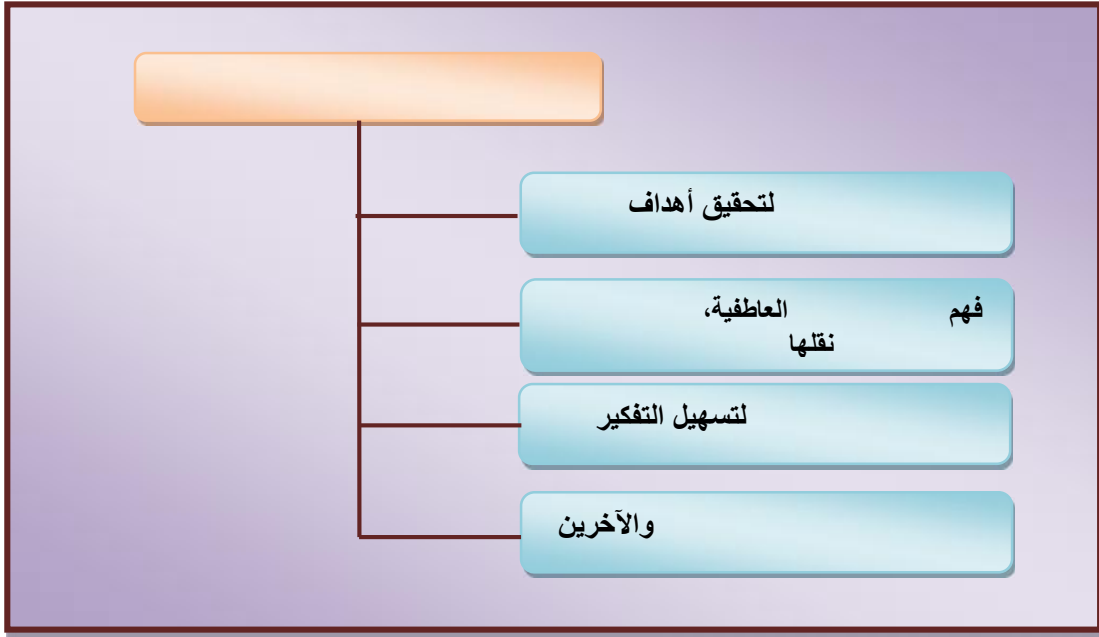 لتحقيق أهداف
فهم العاطفية،
نقلها
لتسهيل التفكير
والآخرين